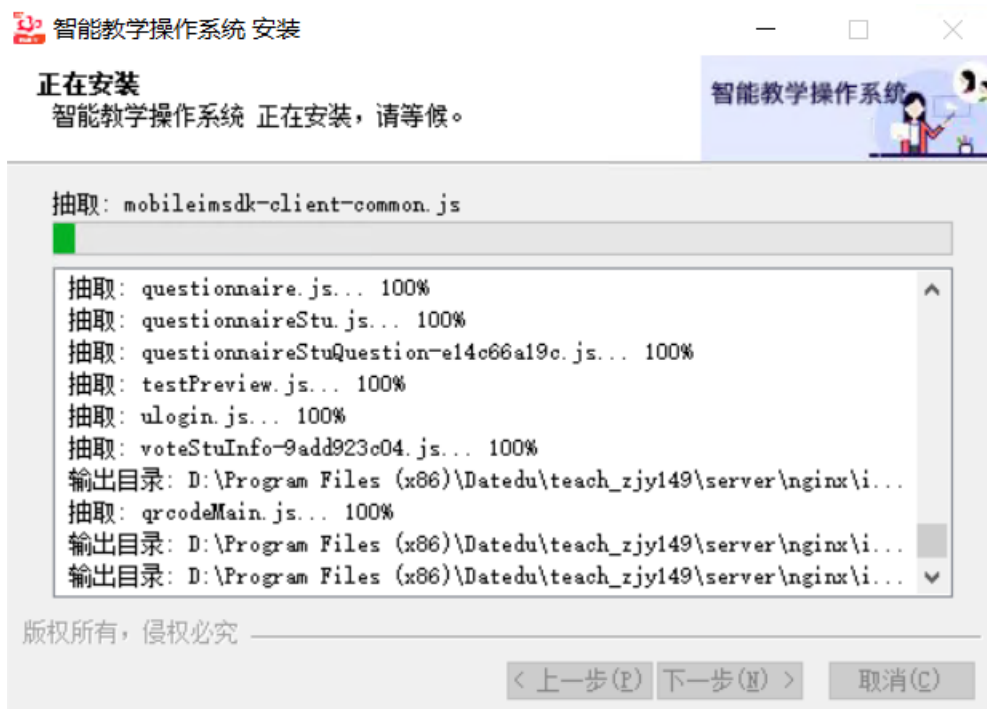 智能教学操作系统 安装
正在安装
智能教学操作系统 正在安装，请等候。
智能教学操作系统
抽取: mobileimsdk-client-common.js
抽取: questionnaire.js... 100%
抽取: questionnaireStu.js... 100%
抽取: questionnaireStuQuestion-e14c66a19c.js... 100%
抽取: testPreview.js... 100%
抽取: ulogin.js... 100%
抽取: voteStuInfo-9add923c04.js... 100%
输出目录: D:\Program Files (x86)\Datedu\teach_zjy149\server\nginx\i...
抽取: qrcodeMain.js... 100%
输出目录: D:\Program Files (x86)\Datedu\teach_zjy149\server\nginx\i...
输出目录: D:\Program Files (x86)\Datedu\teach_zjy149\server\nginx\i...
版权所有，侵权必究
< 上一步(P) 下一步(N) > 取消(C)